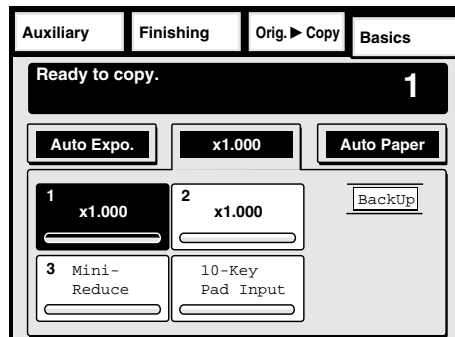 Auxiliary
Finishing
Orig.▶Copy
Basics
Ready to copy.
1
Auto Expo.
x1.000
Auto Paper
1
x1.000
2
x1.000
BackUp
3 Mini-
Reduce
10-Key
Pad Input